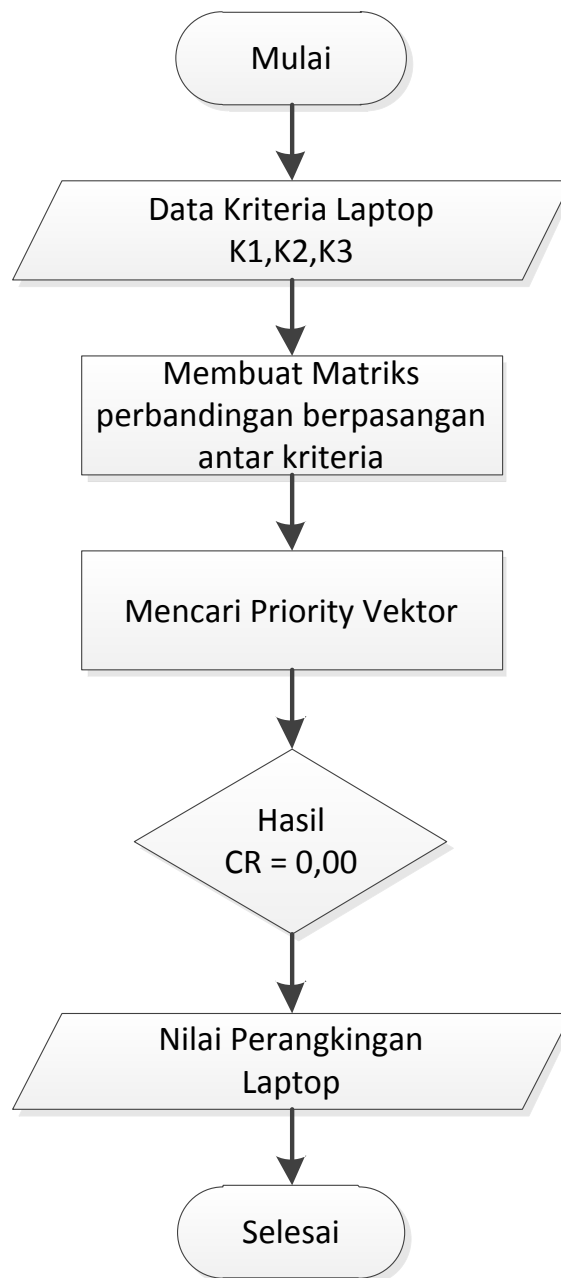 Mulai
Data Kriteria Laptop
K1,K2,K3
Membuat Matriks
perbandingan berpasangan
antar kriteria
Mencari Priority Vektor
Hasil
CR = 0,00
Nilai Perangkingan
Laptop
Selesai